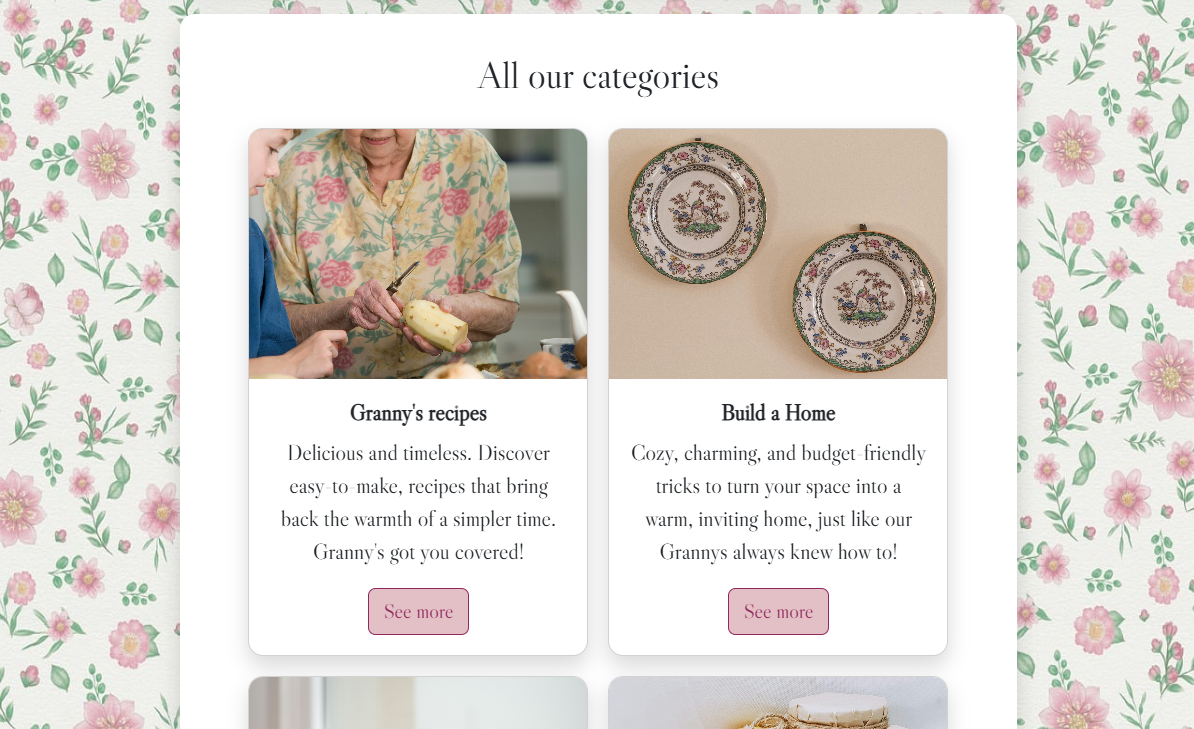 All our categories
Granny's recipes
Delicious and timeless. Discover
easy-to-make, recipes that bring
back the warmth of a simpler time.
Granny's got you covered!
See more
Build a Home
Cozy, charming, and budget-friendly
tricks to turn your space into a
warm, inviting home, just like our
Grannys always knew how to!
See more